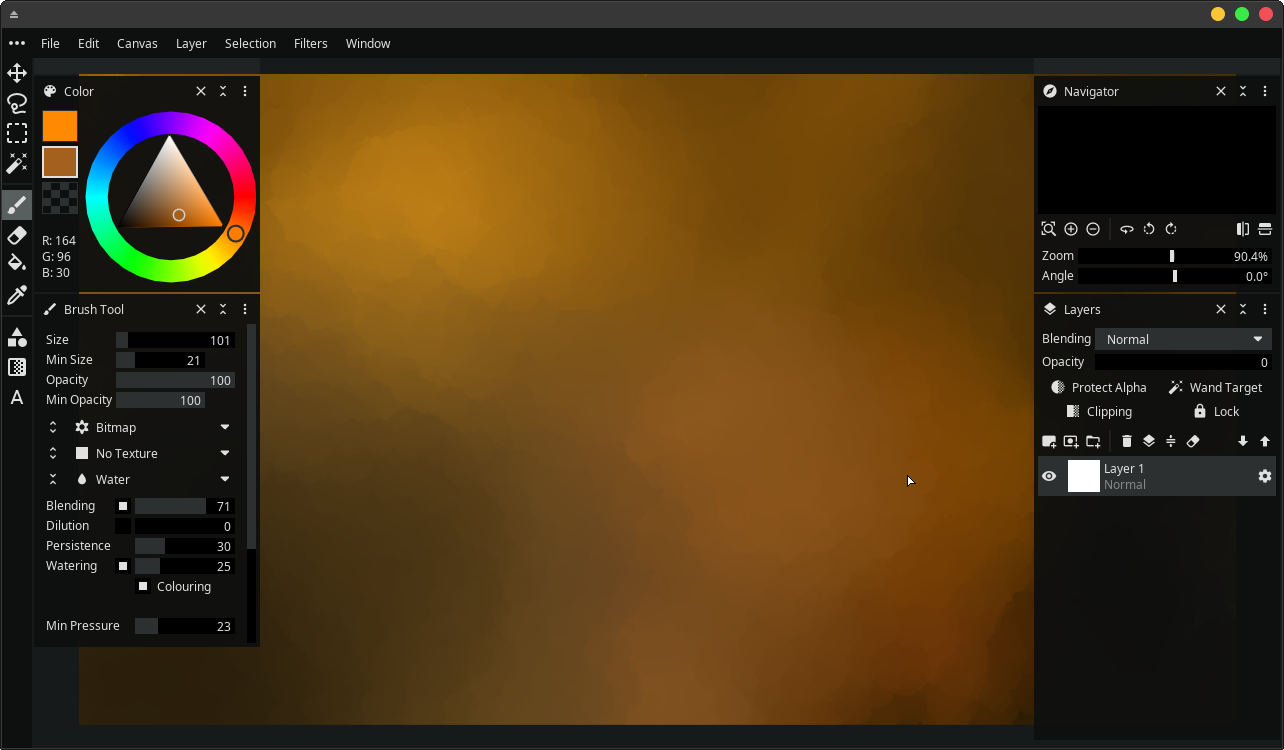 File Edit Canvas Layer Selection Filters Window
Color
R: 164
G: 96
B: 30
Brush Tool
Size 101
Min Size 21
Opacity 100
Min Opacity 100
Bitmap
No Texture
Water
Blending 71
Dilution 0
Persistence 30
Watering 25
Colouring
Min Pressure 23
A
Navigator
Zoom 90.4%
Angle 0.0°
Layers
Blending Normal
Opacity 0
Protect Alpha Wand Target
Clipping Lock
Layer 1
Normal